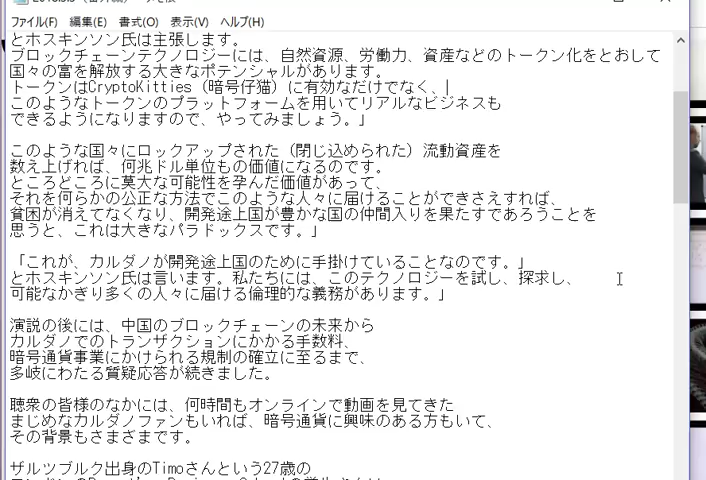 ファイル(F) 編集(E) 書式(O) 表示(V) ヘルプ(H)
とホスキンソン氏は主張します。
ブロックチェーンテクノロジーには、自然資源、労働力、資産などのトークン化をとおして
国々の富を解放する大きなポテンシャルがあります。
トークンはCryptoKitties（暗号仔猫）に有効なだけでなく、
このようなトークンのプラットフォームを用いてリアルなビジネスも
できるようになりますので、やってみましょう。」
このような国々にロックアップされた（閉じ込められた）流動資産を
数え上げれば、何兆ドル単位もの価値になるのです。
ところどころに莫大な可能性を孕んだ価値があって、
それを何らかの公正な方法でこのような人々に届けることができさえすれば、
貧困が消えてなくなり、開発途上国が豊かな国の仲間入りを果たすであろうことを
思うと、これは大きなパラドックスです。」
「これが、カルダノが開発途上国のために手掛けていることなのです。」
とホスキンソン氏は言います。私たちには、このテクノロジーを試し、探求し、
可能なかぎり多くの人々に届ける倫理的な義務があります。」
演説の後には、中国のブロックチェーンの未来から
カルダノでのトランザクションにかかる手数料、
暗号通貨事業にかけられる規制の確立に至るまで、
多岐にわたる質疑応答が続きました。
聴衆の皆様のなかには、何時間もオンラインで動画を見てきた
まじめなカルダノファンもいれば、暗号通貨に興味のある方もいて、
その背景もさまざまです。
ザルツブルク出身のTimoさんという27歳の